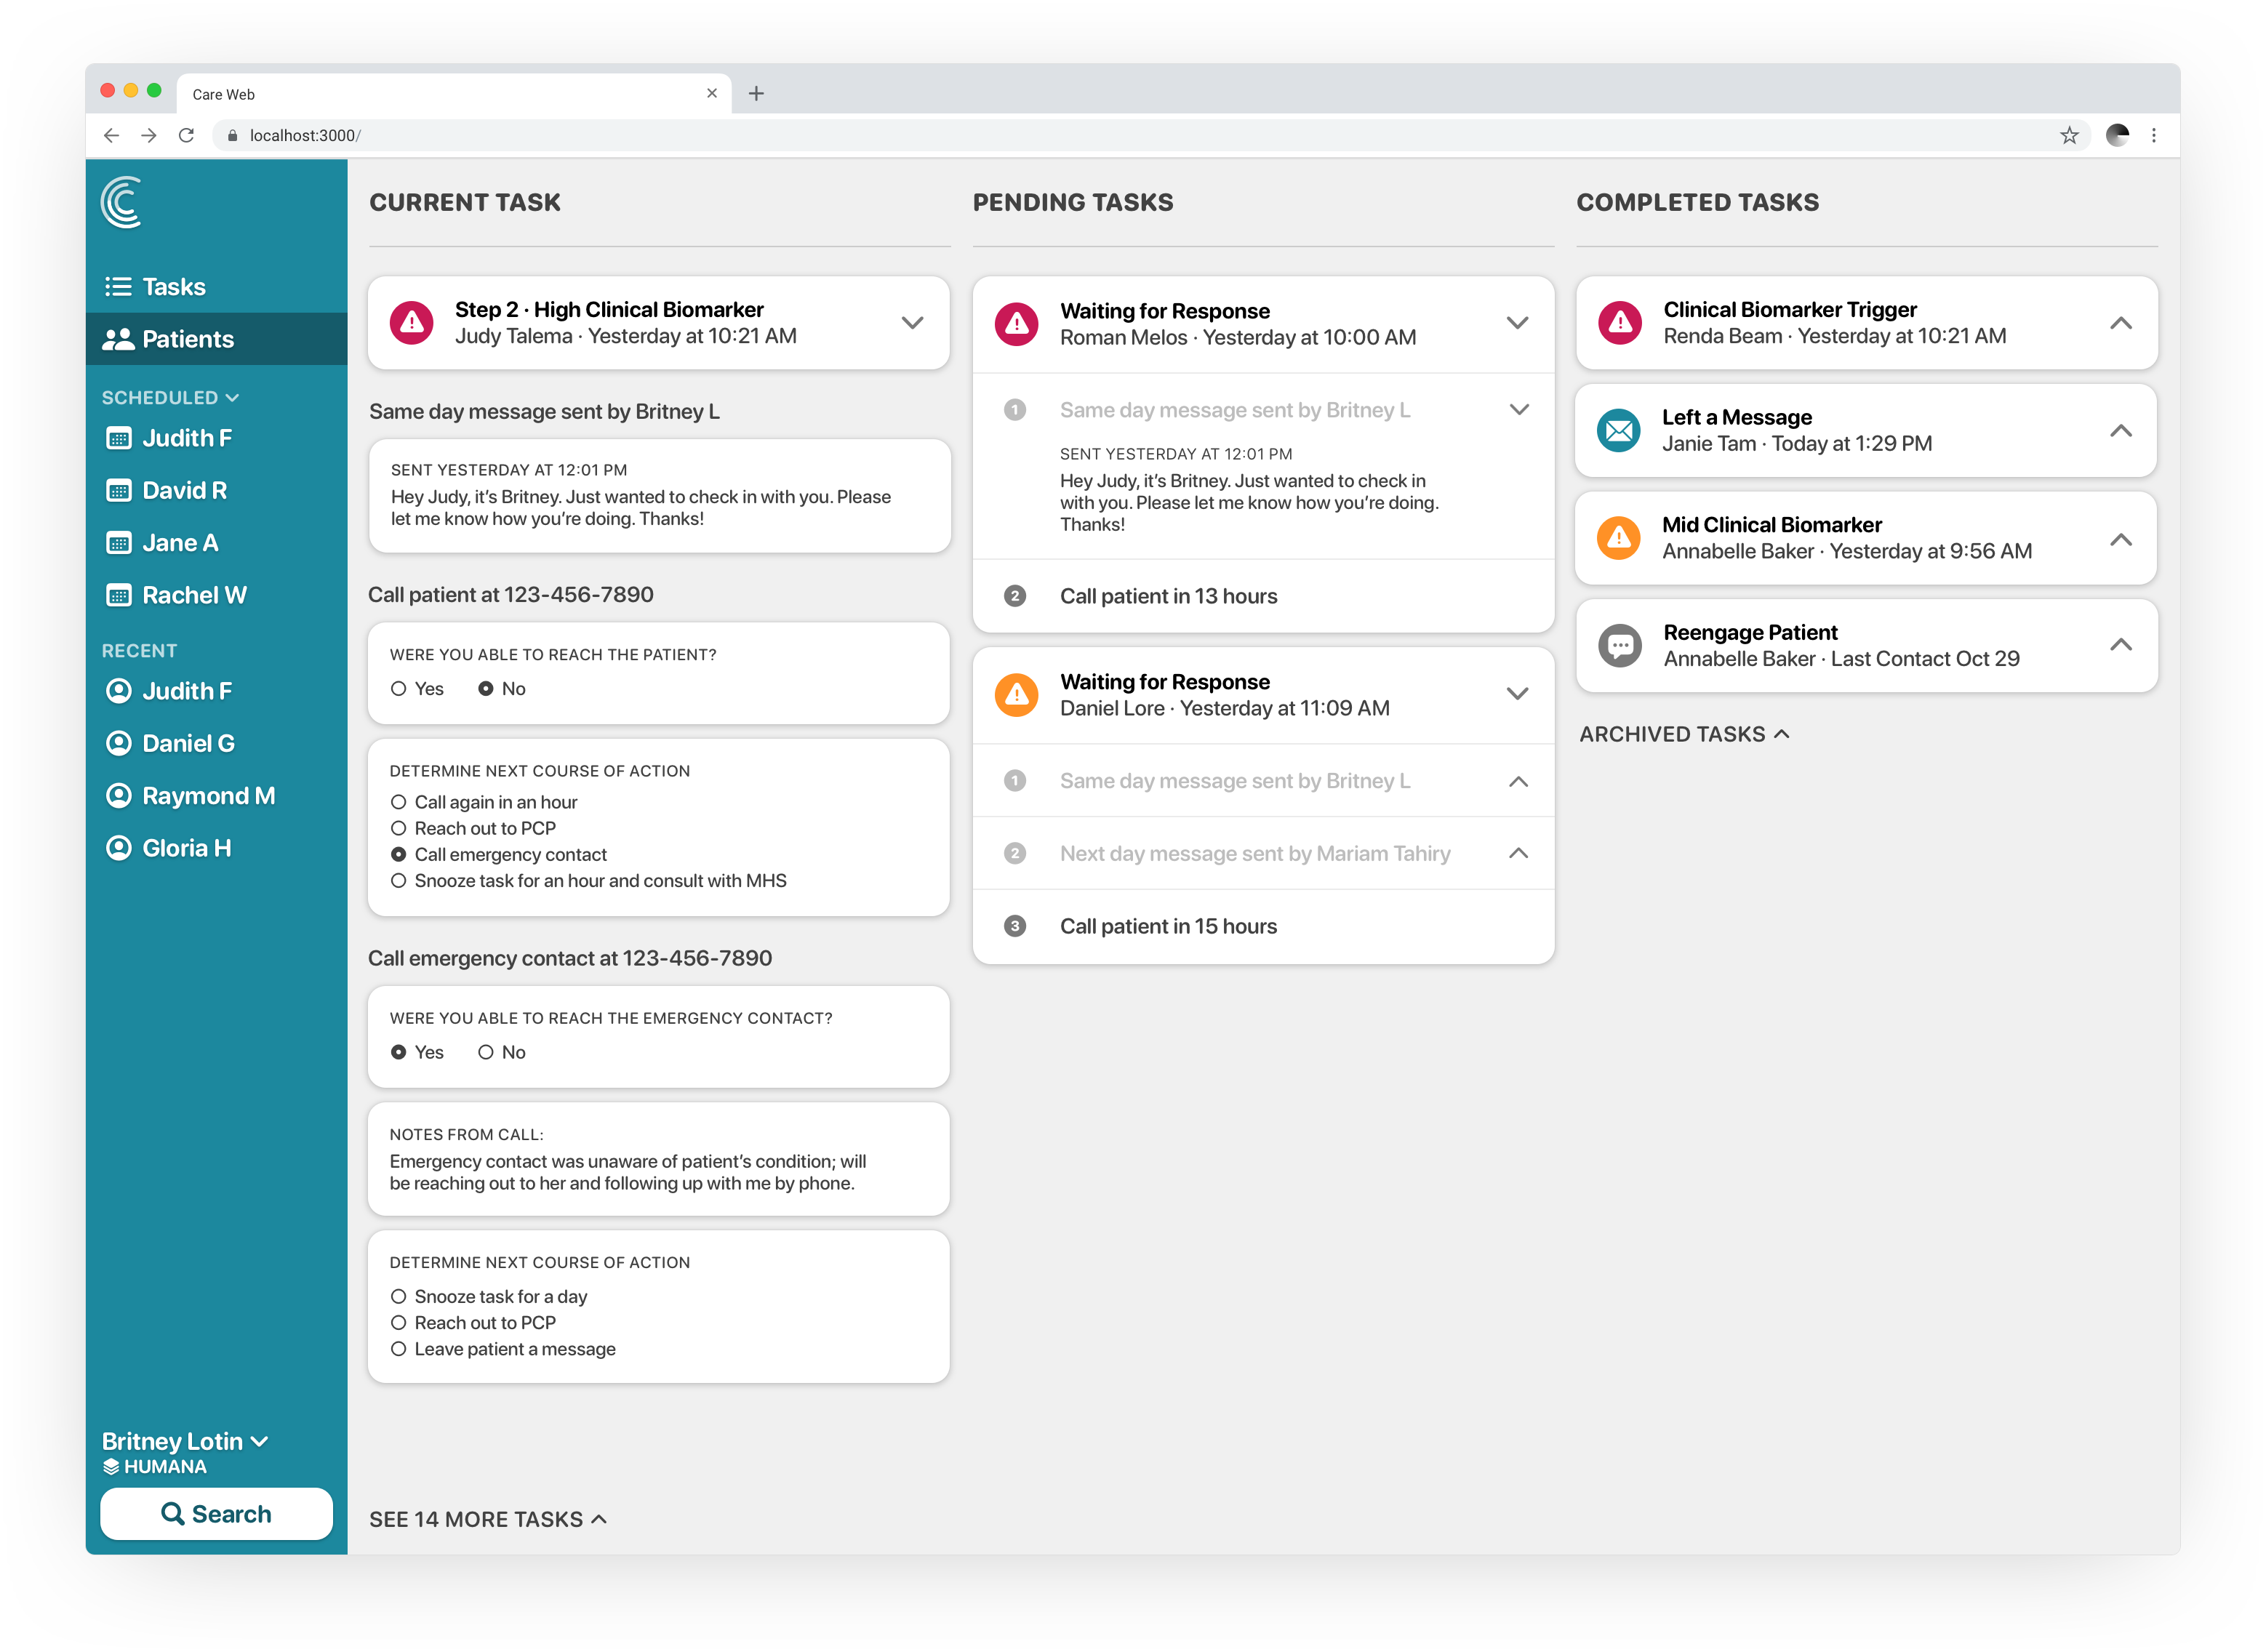 Care Web
localhost:3000/
Tasks
Patients
SCHEDULED
Judith F
David R
Jane A
Rachel W
RECENT
Judith F
Daniel G
Raymond M
Gloria H
Britney Lotin
HUMANA
Search
CURRENT TASK
Step 2 · High Clinical Biomarker
Judy Talema · Yesterday at 10:21 AM
Same day message sent by Britney L
SENT YESTERDAY AT 12:01 PM
Hey Judy, it’s Britney. Just wanted to check in with you. Please
let me know how you’re doing. Thanks!
Call patient at 123-456-7890
WERE YOU ABLE TO REACH THE PATIENT?
Yes No
DETERMINE NEXT COURSE OF ACTION
Call again in an hour
Reach out to PCP
Call emergency contact
Snooze task for an hour and consult with MHS
Call emergency contact at 123-456-7890
WERE YOU ABLE TO REACH THE EMERGENCY CONTACT?
Yes No
NOTES FROM CALL:
Emergency contact was unaware of patient’s condition; will
be reaching out to her and following up with me by phone.
DETERMINE NEXT COURSE OF ACTION
Snooze task for a day
Reach out to PCP
Leave patient a message
SEE 14 MORE TASKS
PENDING TASKS
Waiting for Response
Roman Melos · Yesterday at 10:00 AM
1 Same day message sent by Britney L
SENT YESTERDAY AT 12:01 PM
Hey Judy, it’s Britney. Just wanted to check in
with you. Please let me know how you’re doing.
Thanks!
2 Call patient in 13 hours
Waiting for Response
Daniel Lore · Yesterday at 11:09 AM
1 Same day message sent by Britney L
2 Next day message sent by Mariam Tahiry
3 Call patient in 15 hours
COMPLETED TASKS
Clinical Biomarker Trigger
Renda Beam · Yesterday at 10:21 AM
Left a Message
Janie Tam · Today at 1:29 PM
Mid Clinical Biomarker
Annabelle Baker · Yesterday at 9:56 AM
Reengage Patient
Annabelle Baker · Last Contact Oct 29
ARCHIVED TASKS